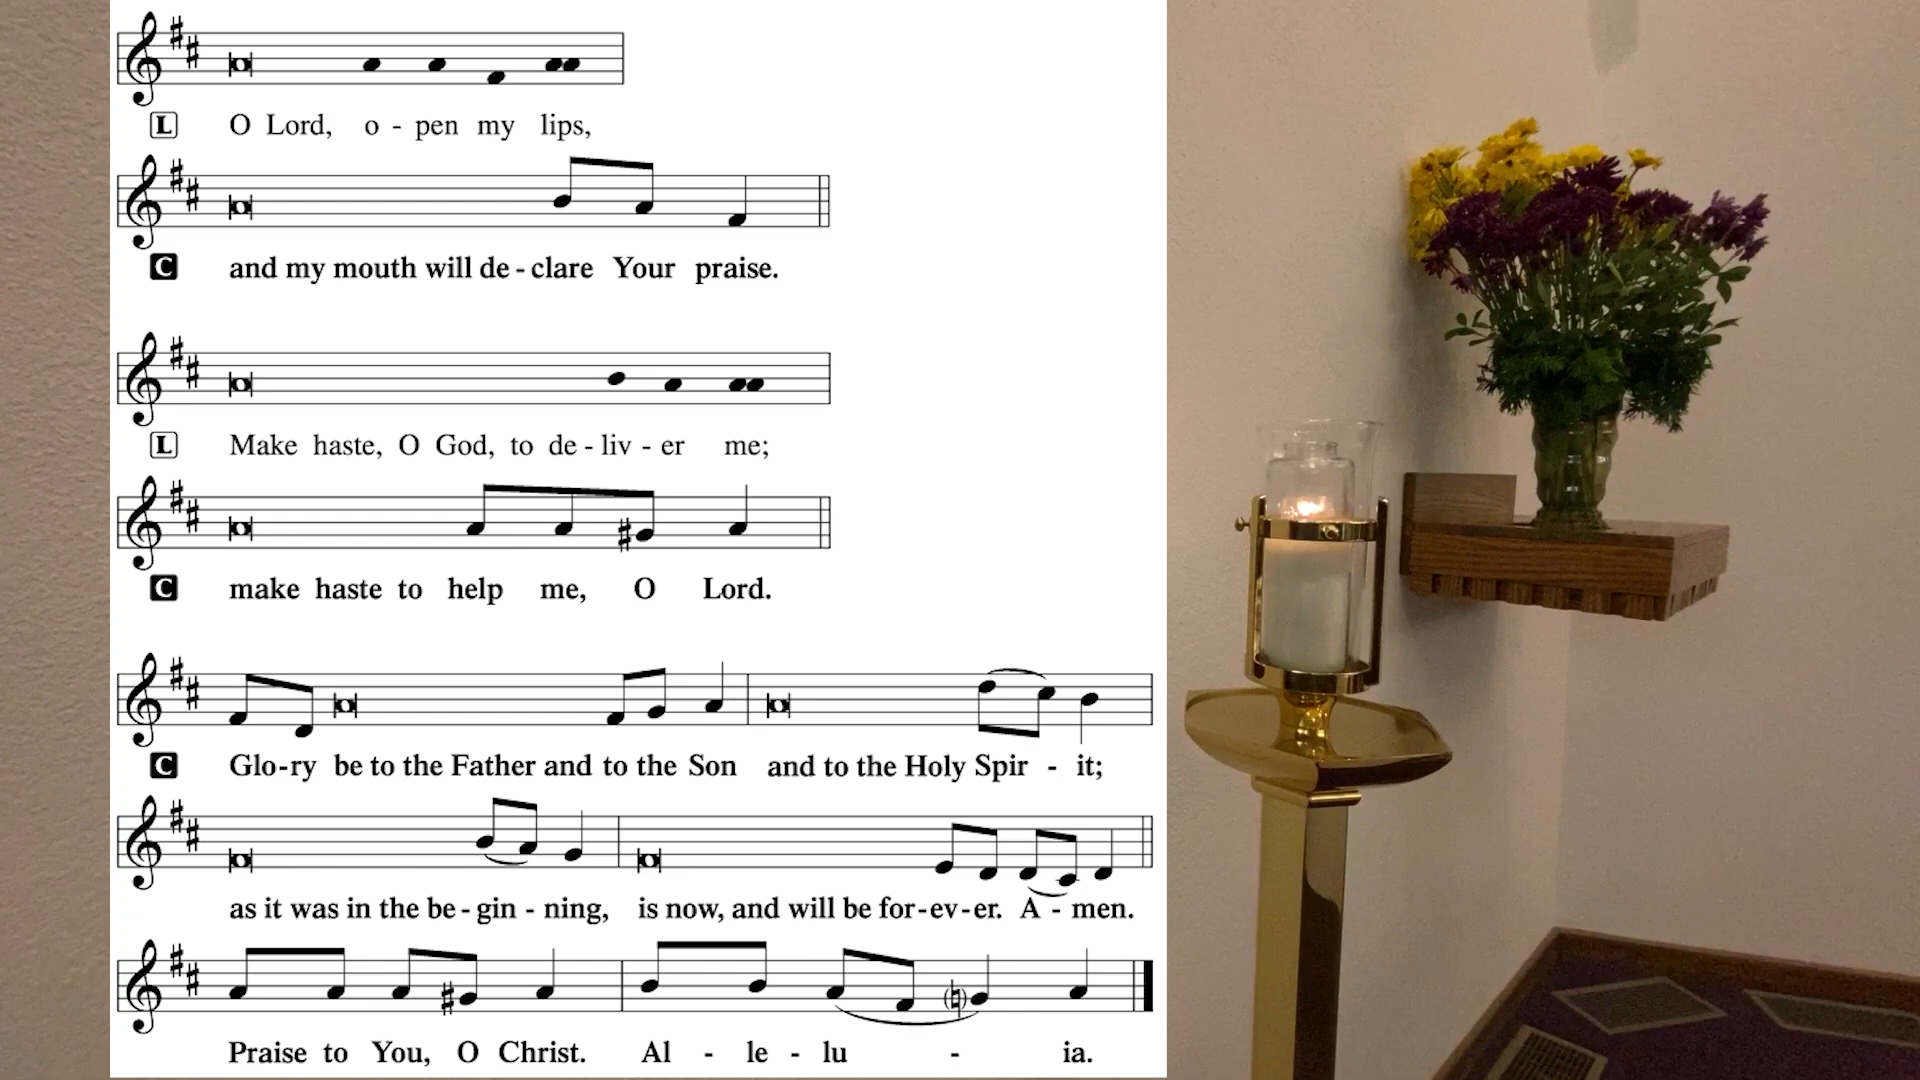 L O Lord, o - pen my lips,
C and my mouth will de - clare Your praise.
L Make haste, O God, to de - liv - er me;
C make haste to help me, O Lord.
C Glo - ry be to the Father and to the Son and to the Holy Spir - it;
as it was in the be - gin - ning, is now, and will be for - ev - er. A - men.
Praise to You, O Christ. Al - le - lu - ia.